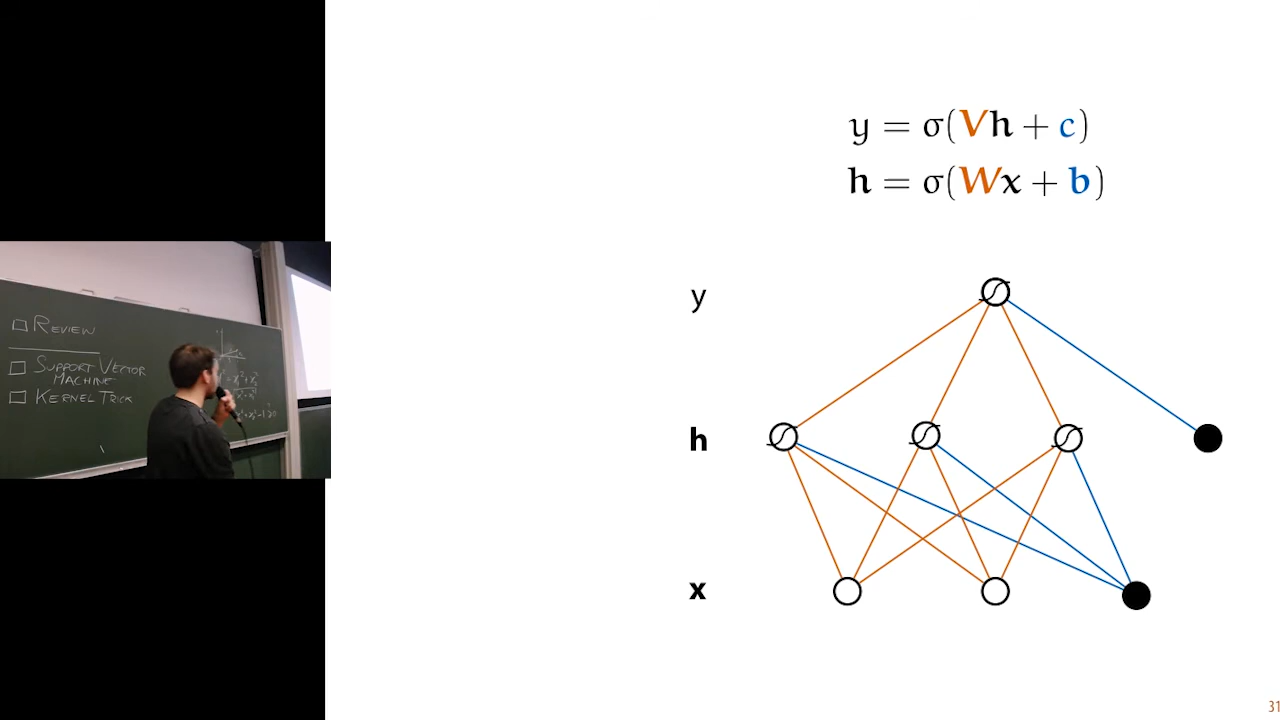 REVIEW
SUPPORT VECTOR
MACHINE
KERNEL TRICK
y = σ(Vh + c)
h = σ(Wx + b)
y
h
x
31